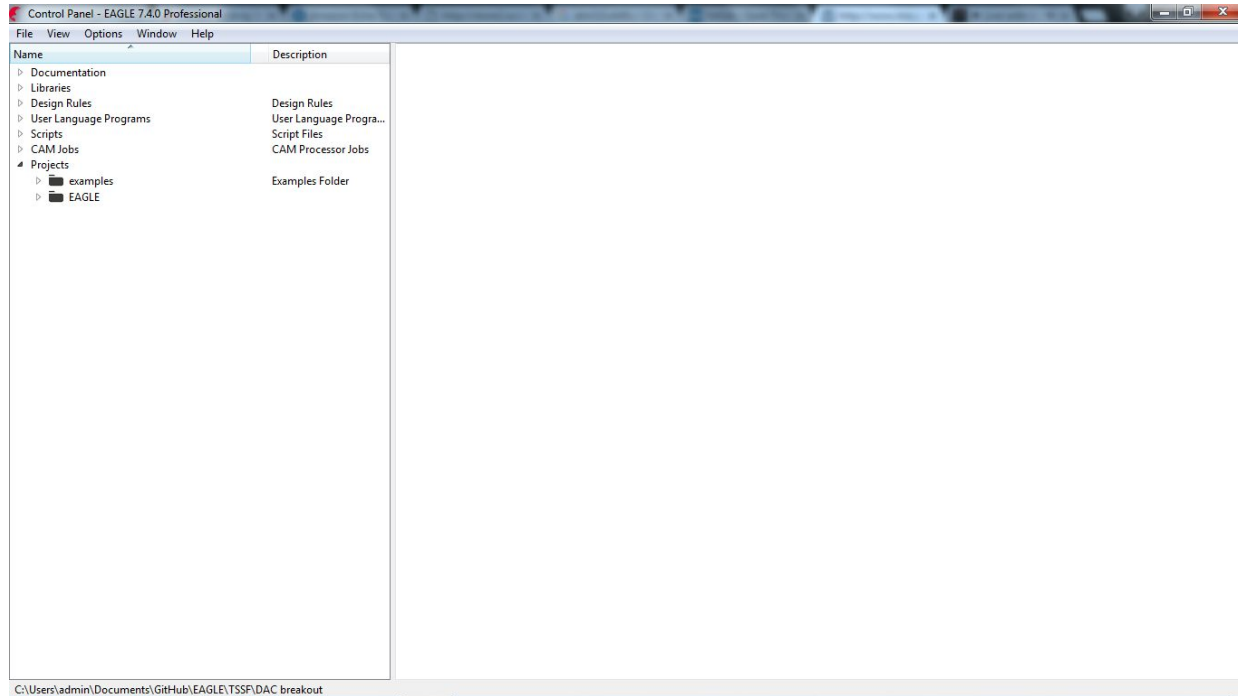 Control Panel - EAGLE 7.4.0 Professional
File View Options Window Help
Name Description
Documentation
Libraries
Design Rules Design Rules
User Language Programs User Language Progra...
Scripts Script Files
CAM Jobs CAM Processor Jobs
Projects
examples Examples Folder
EAGLE
C:\Users\admin\Documents\GitHub\EAGLE\TSSF\DAC breakout